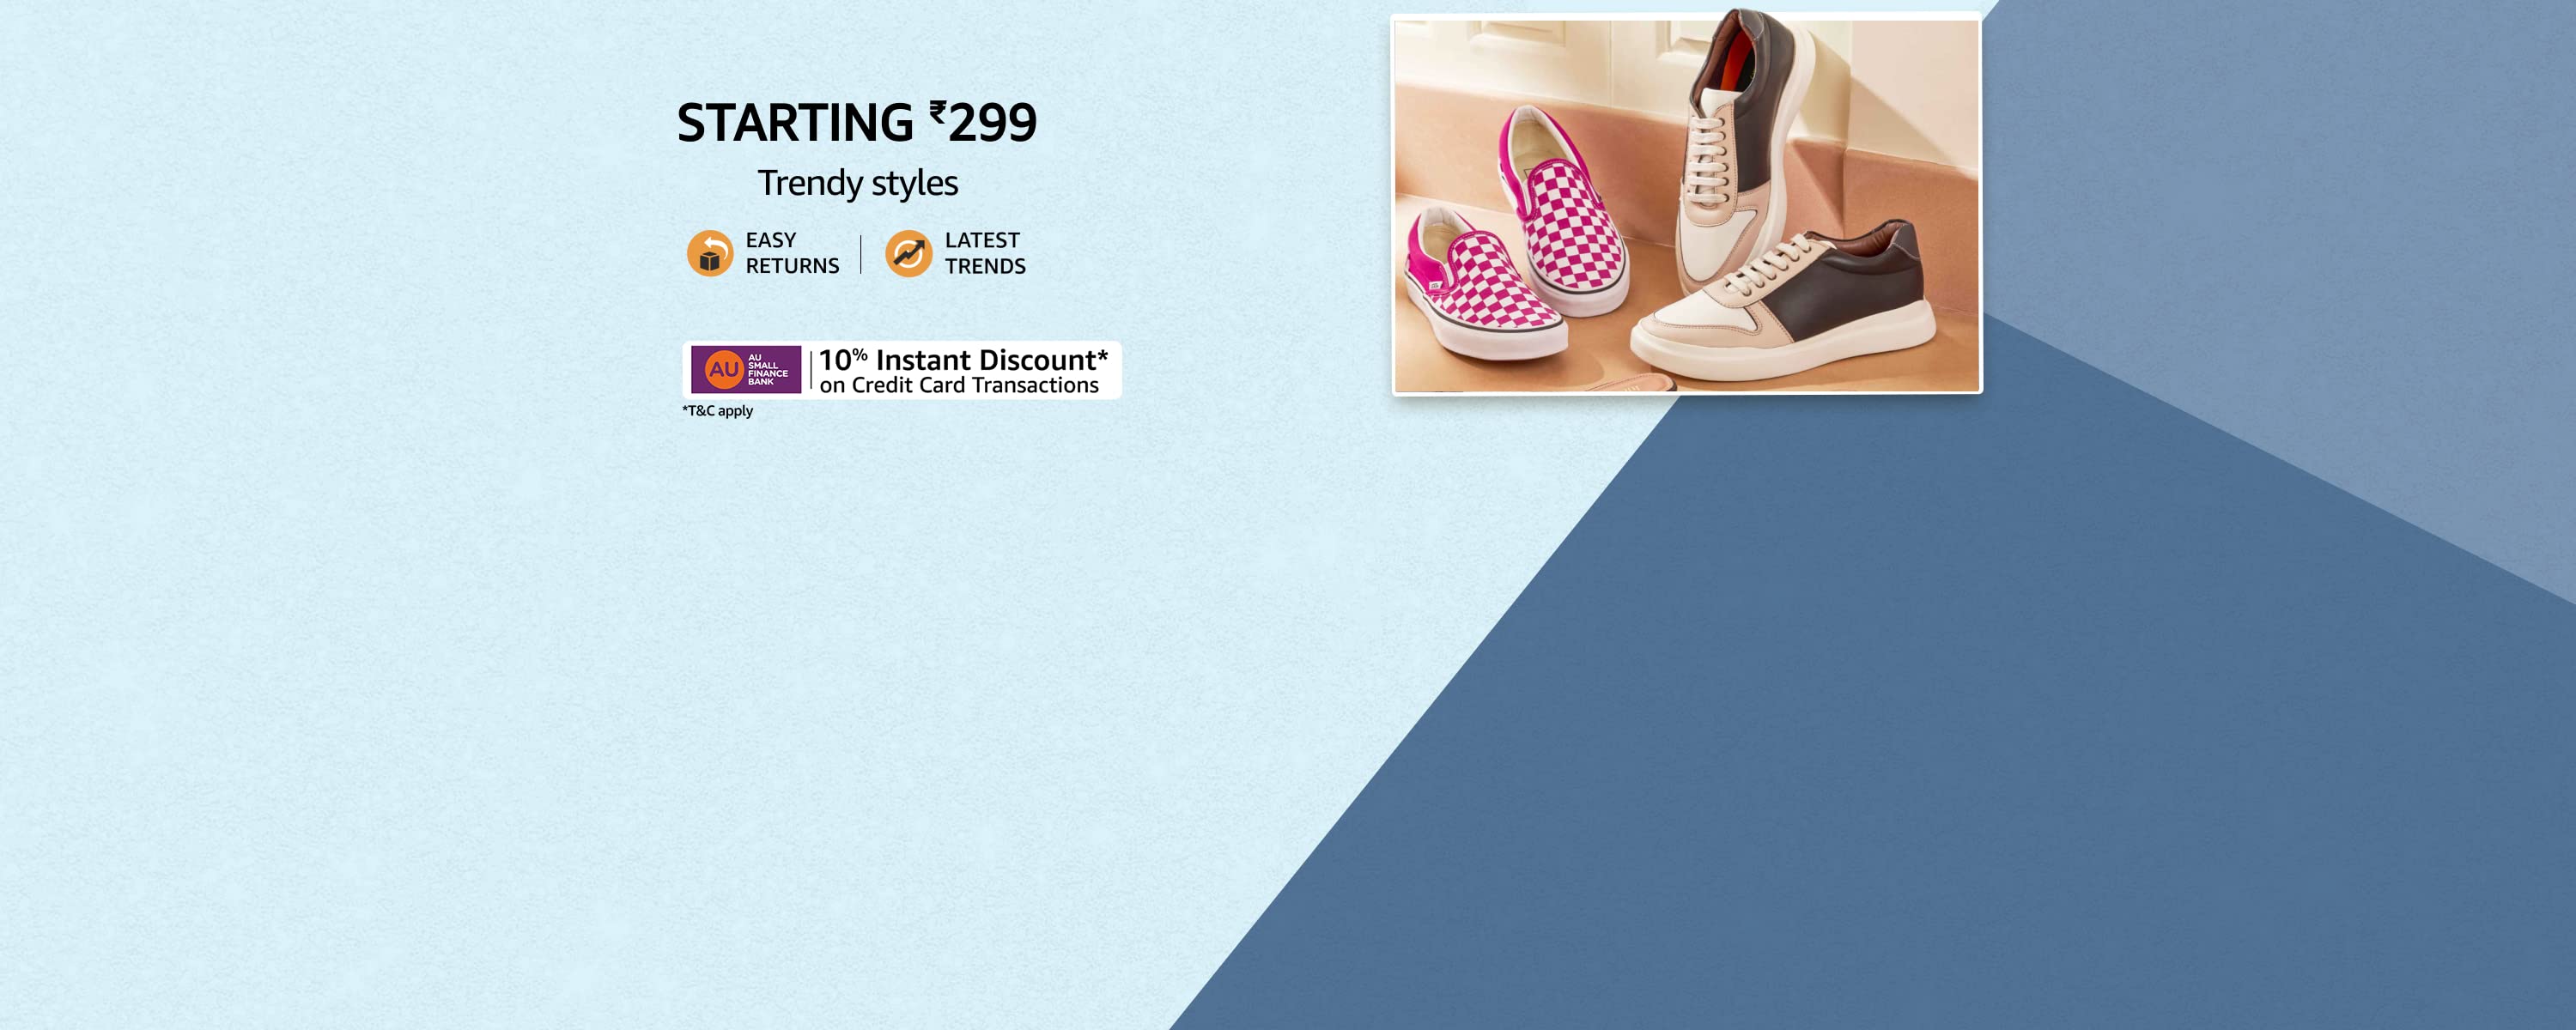 STARTING ₹299
Trendy styles
EASY
RETURNS
LATEST
TRENDS
AU
AU
SMALL
FINANCE
BANK
10% Instant Discount*
on Credit Card Transactions
*T&C apply